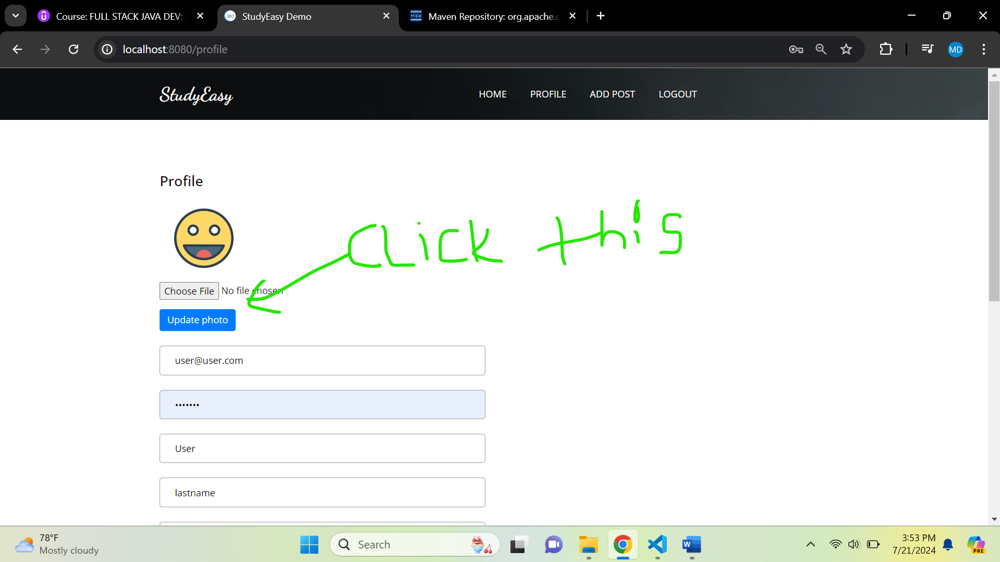 Course: FULL STACK JAVA DEV: J
StudyEasy Demo
Maven Repository: org.apache.c
localhost:8080/profile
MD
StudyEasy
HOME PROFILE ADD POST LOGOUT
Profile
CLicK this
Choose File No file chosen
Update photo
user@user.com
•••••••
User
lastname
78°F
Mostly cloudy
Search
W
3:53 PM
7/21/2024
PRE